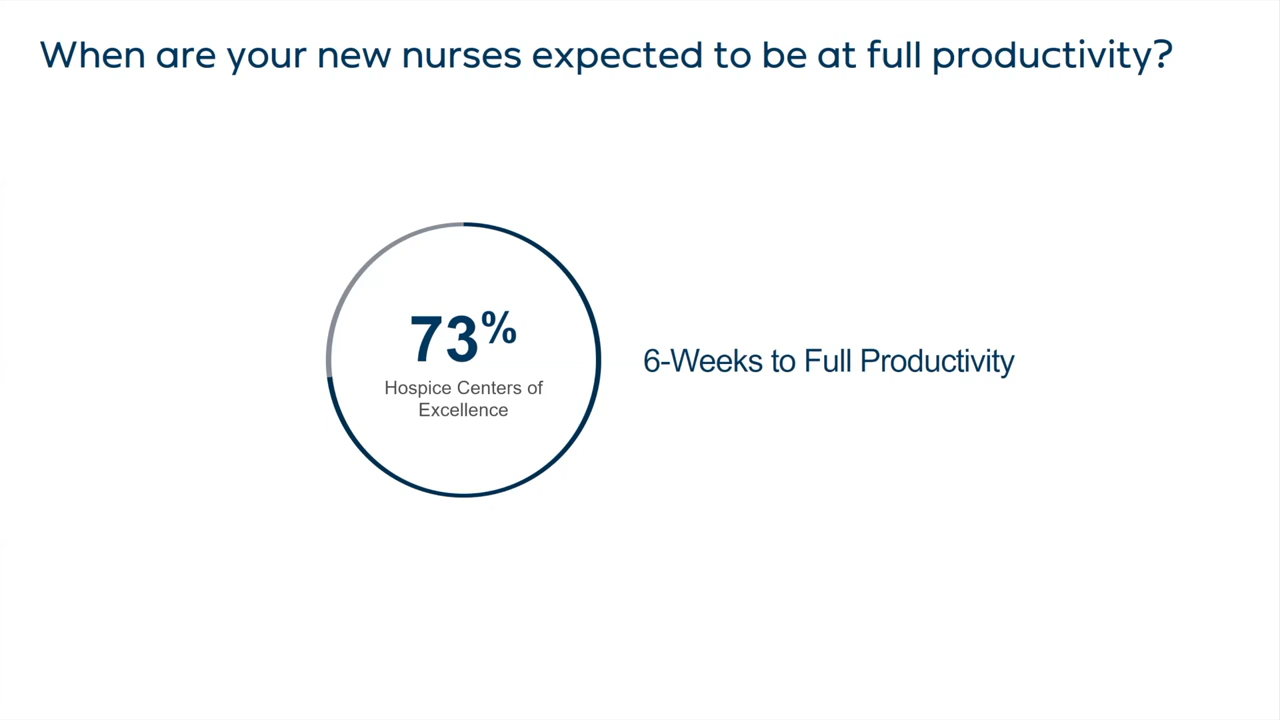 When are your new nurses expected to be at full productivity?
73%
Hospice Centers of
Excellence
6-Weeks to Full Productivity